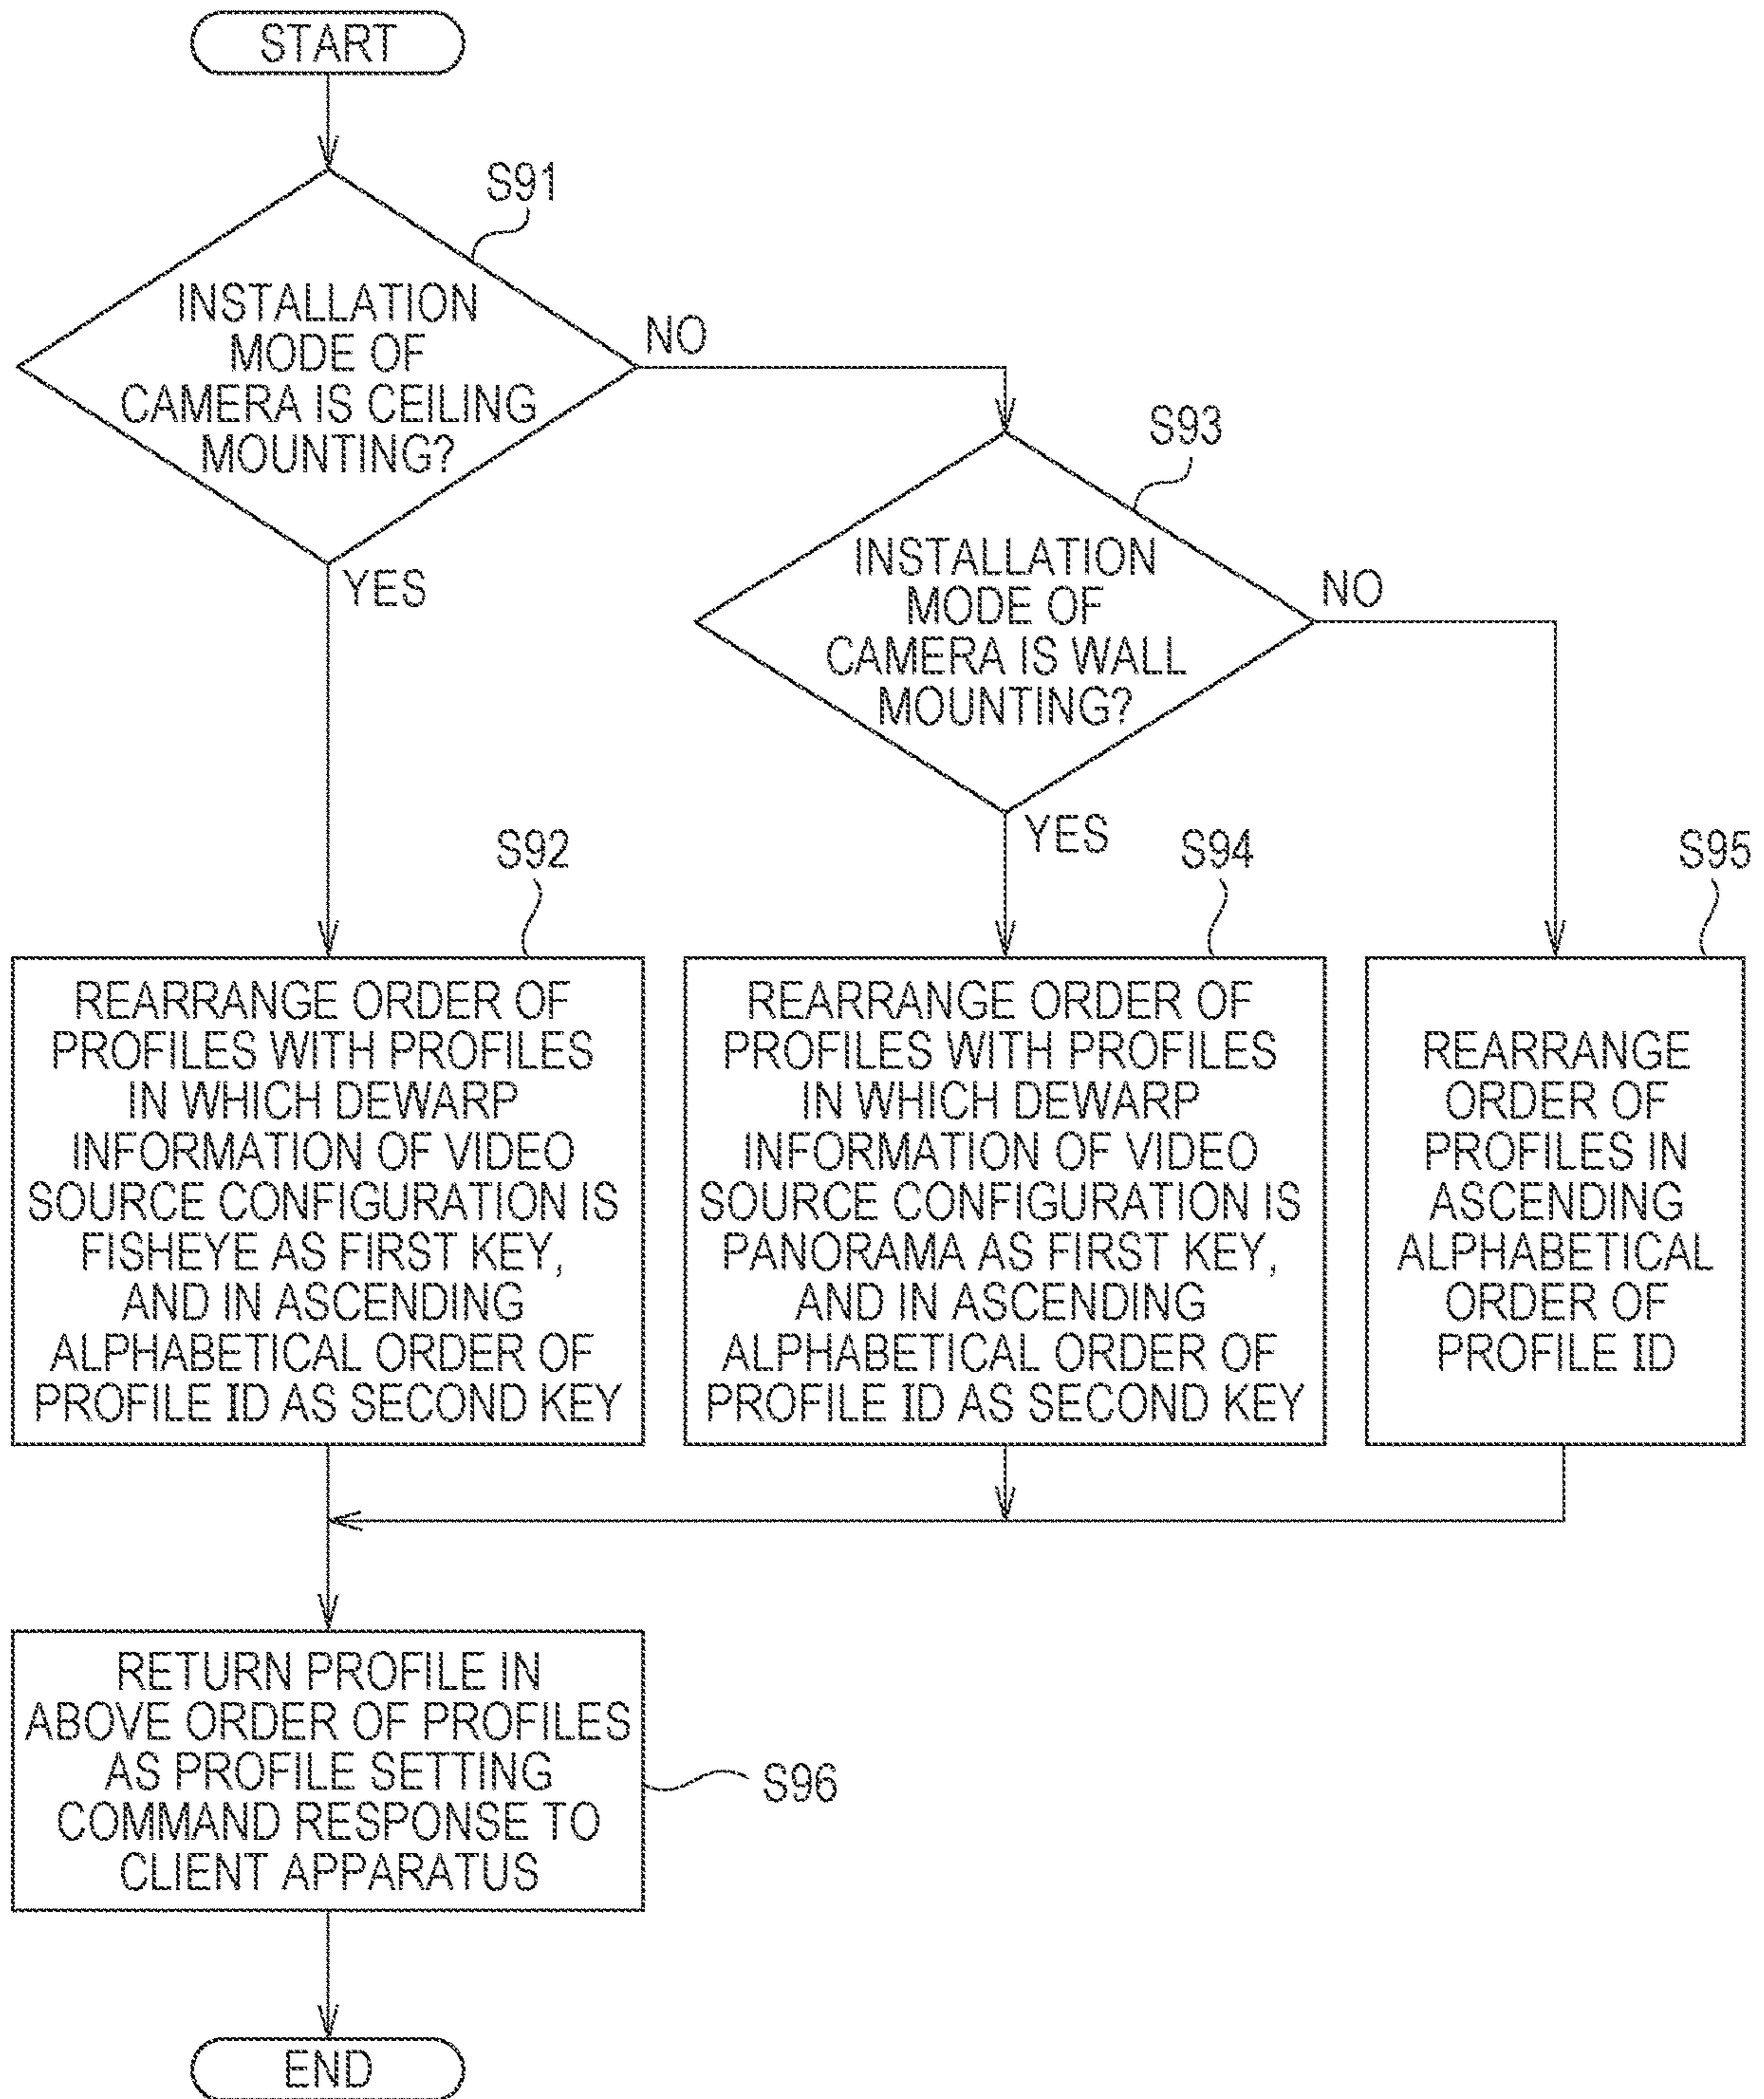 START
S91
INSTALLATION
MODE OF
CAMERA IS CEILING
MOUNTING?
NO
YES
S93
INSTALLATION
MODE OF
CAMERA IS WALL
MOUNTING?
NO
YES
S92
REARRANGE ORDER OF
PROFILES WITH PROFILES
IN WHICH DEWARP
INFORMATION OF VIDEO
SOURCE CONFIGURATION IS
FISHEYE AS FIRST KEY,
AND IN ASCENDING
ALPHABETICAL ORDER OF
PROFILE ID AS SECOND KEY
S94
REARRANGE ORDER OF
PROFILES WITH PROFILES
IN WHICH DEWARP
INFORMATION OF VIDEO
SOURCE CONFIGURATION IS
PANORAMA AS FIRST KEY,
AND IN ASCENDING
ALPHABETICAL ORDER OF
PROFILE ID AS SECOND KEY
S95
REARRANGE
ORDER OF
PROFILES IN
ASCENDING
ALPHABETICAL
ORDER OF
PROFILE ID
RETURN PROFILE IN
ABOVE ORDER OF PROFILES
AS PROFILE SETTING
COMMAND RESPONSE TO
CLIENT APPARATUS
S96
END